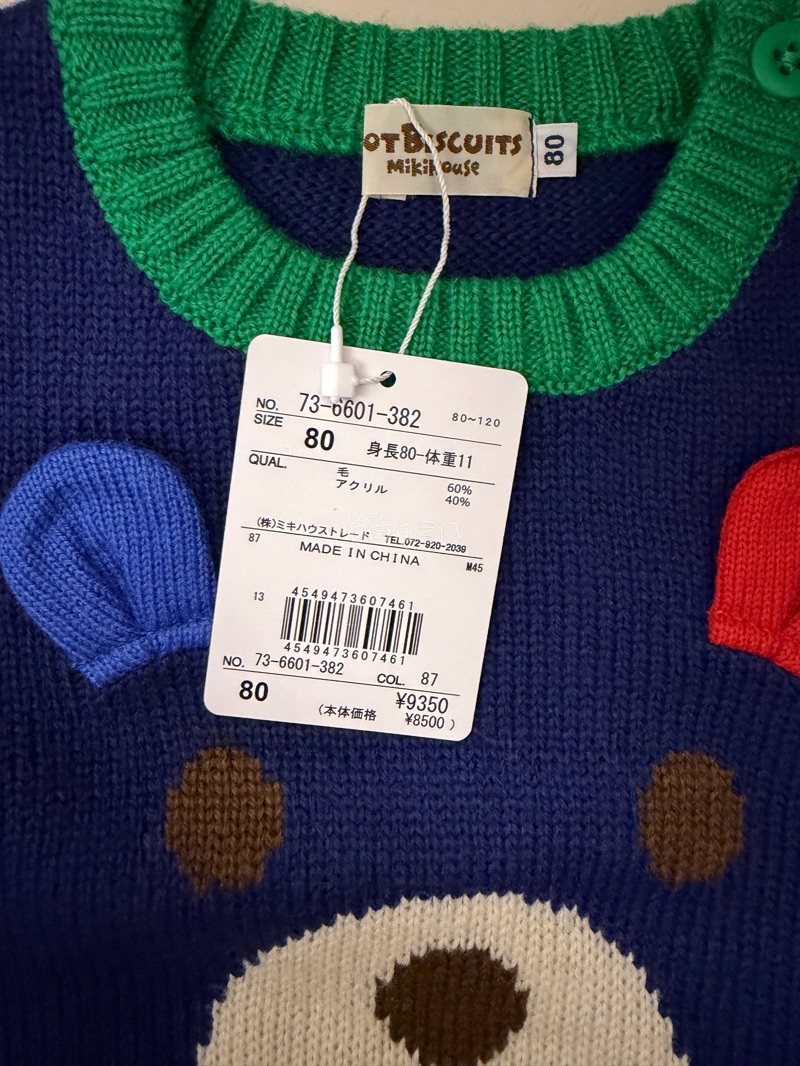 OT BISCUITS
Mikihouse
80
NO. 73-6601-382 80~120
SIZE 80 身長80-体重11
QUAL. 毛 60%
アクリル 40%
(株)ミキハウストレード TEL.072-920-2039
87 MADE IN CHINA M45
13 4549473607461
4549473607461
NO. 73-6601-382 COL. 87
80 ¥9350
(本体価格 ¥8500)